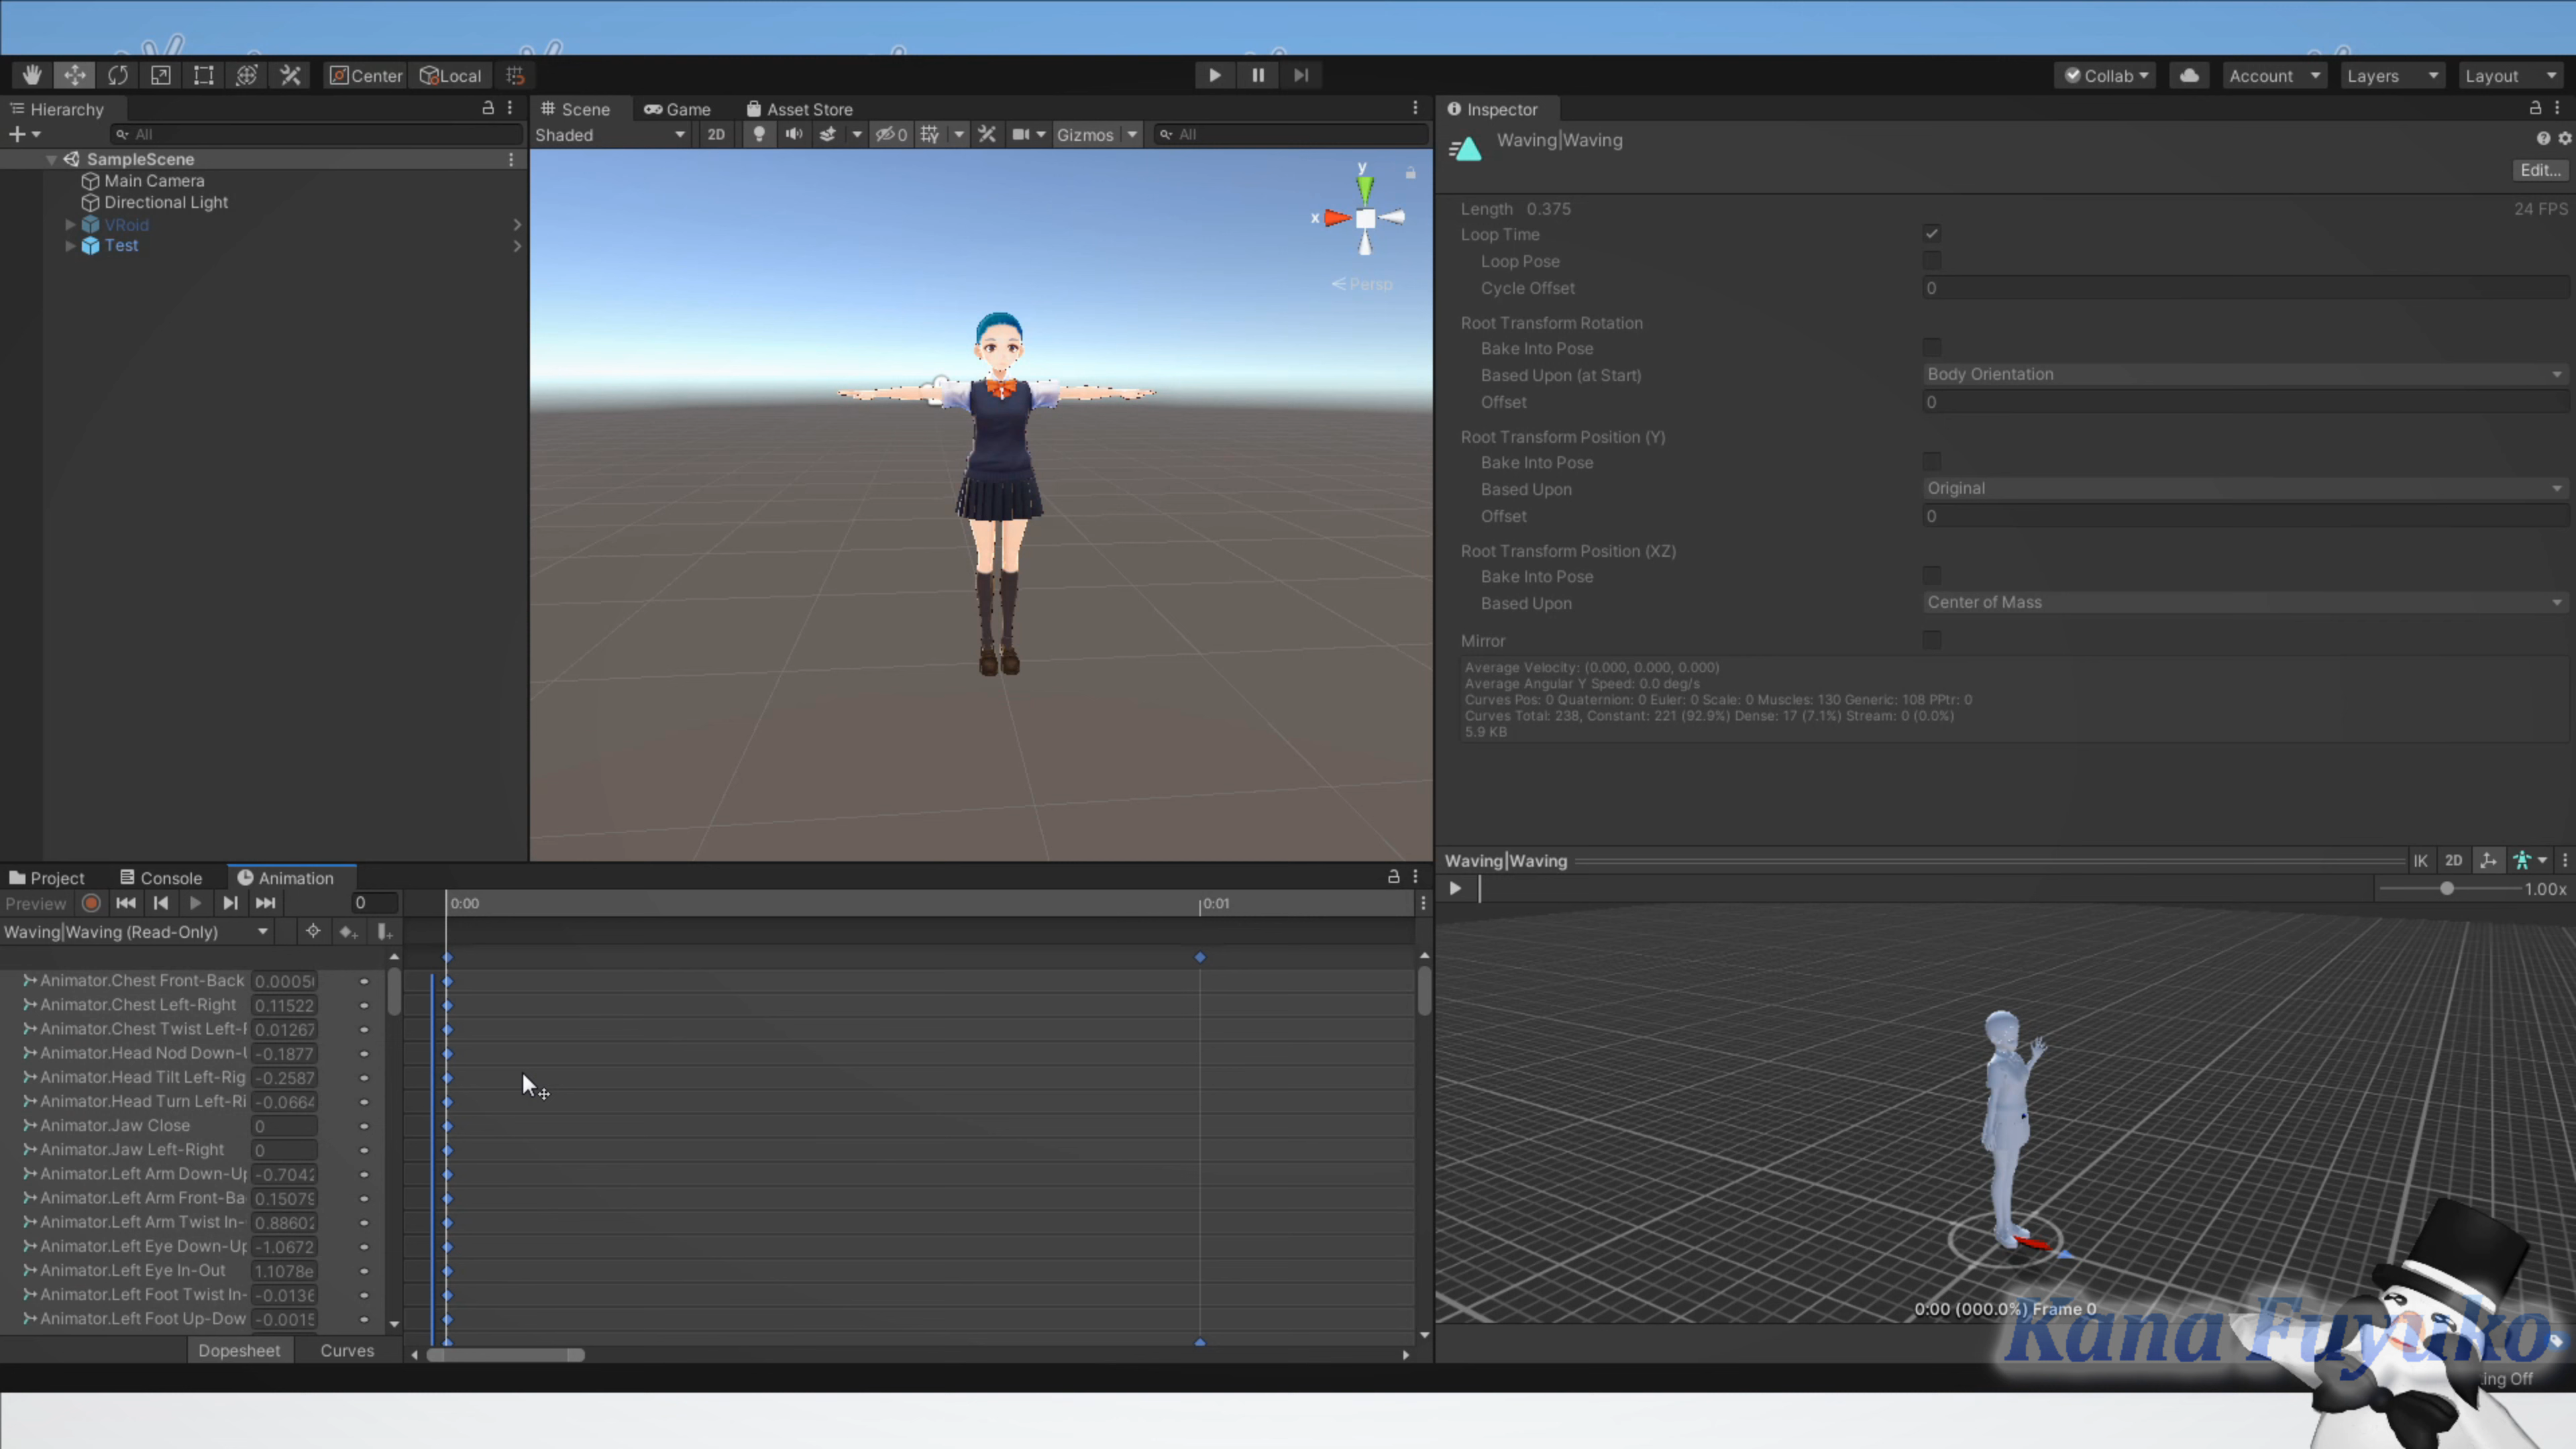 Center Local
Collab Account Layers Layout
Hierarchy
All
SampleScene
Main Camera
Directional Light
VRoid
Test
Scene Game Asset Store
Shaded 2D 0 Gizmos All
y
x
Persp
Inspector
Waving|Waving
Edit...
Length 0.375 24 FPS
Loop Time
Loop Pose
Cycle Offset 0
Root Transform Rotation
Bake Into Pose
Based Upon (at Start) Body Orientation
Offset 0
Root Transform Position (Y)
Bake Into Pose
Based Upon Original
Offset 0
Root Transform Position (XZ)
Bake Into Pose
Based Upon Center of Mass
Mirror
Average Velocity: (0.000, 0.000, 0.000)
Average Angular Y Speed: 0.0 deg/s
Curves Pos: 0 Quaternion: 0 Euler: 0 Scale: 0 Muscles: 130 Generic: 108 PPtr: 0
Curves Total: 238, Constant: 221 (92.9%) Dense: 17 (7.1%) Stream: 0 (0.0%)
5.9 KB
Waving|Waving IK 2D
1.00x
0:00 (000.0%) Frame 0
Kana Fuyuko
ing Off
Project Console Animation
Preview 0 0:00 0:01
Waving|Waving (Read-Only)
Animator.Chest Front-Back 0.0005
Animator.Chest Left-Right 0.11522
Animator.Chest Twist Left- 0.01267
Animator.Head Nod Down- -0.1877
Animator.Head Tilt Left-Rig -0.2587
Animator.Head Turn Left-Ri -0.0664
Animator.Jaw Close 0
Animator.Jaw Left-Right 0
Animator.Left Arm Down-Up -0.7042
Animator.Left Arm Front-Ba 0.15079
Animator.Left Arm Twist In- 0.88602
Animator.Left Eye Down-Up -1.0672
Animator.Left Eye In-Out 1.1078e
Animator.Left Foot Twist In- -0.0136
Animator.Left Foot Up-Dow -0.0015
Dopesheet Curves